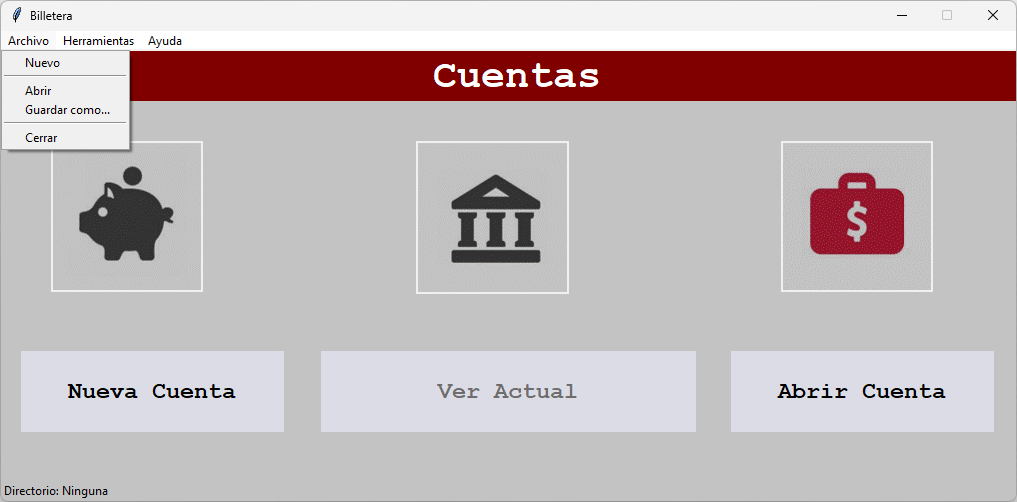 Billetera
Archivo Herramientas Ayuda
Nuevo
Abrir
Guardar como...
Cerrar
Cuentas
$
Nueva Cuenta
Ver Actual
Abrir Cuenta
Directorio: Ninguna